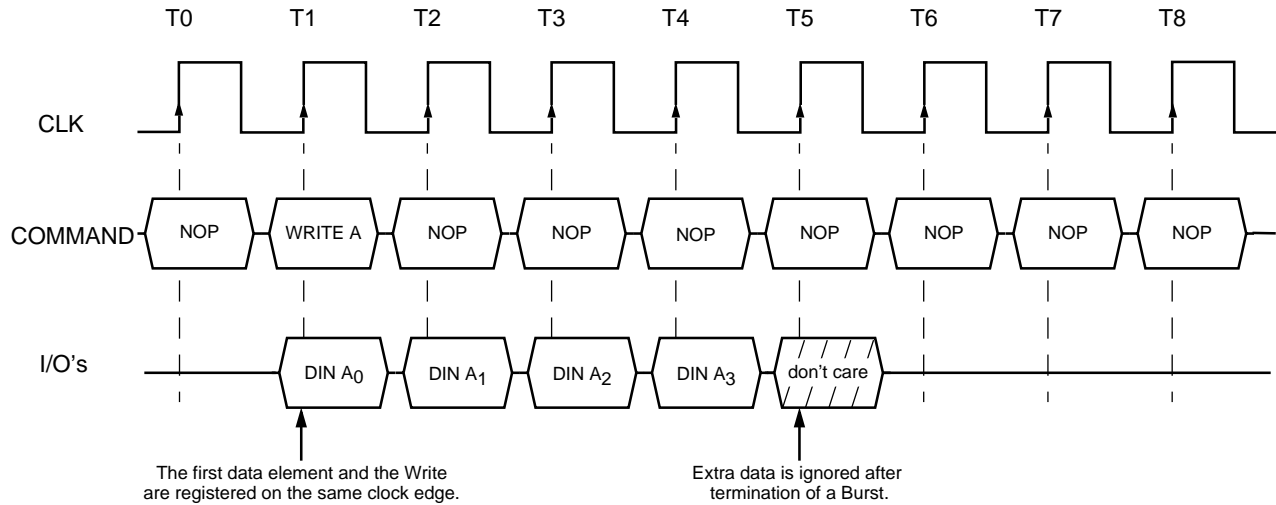 T0 T1 T2 T3 T4 T5 T6 T7 T8
CLK
COMMAND NOP WRITE A NOP NOP NOP NOP NOP NOP NOP
I/O's DIN A0 DIN A1 DIN A2 DIN A3 don't care
The first data element and the Write
are registered on the same clock edge.
Extra data is ignored after
termination of a Burst.